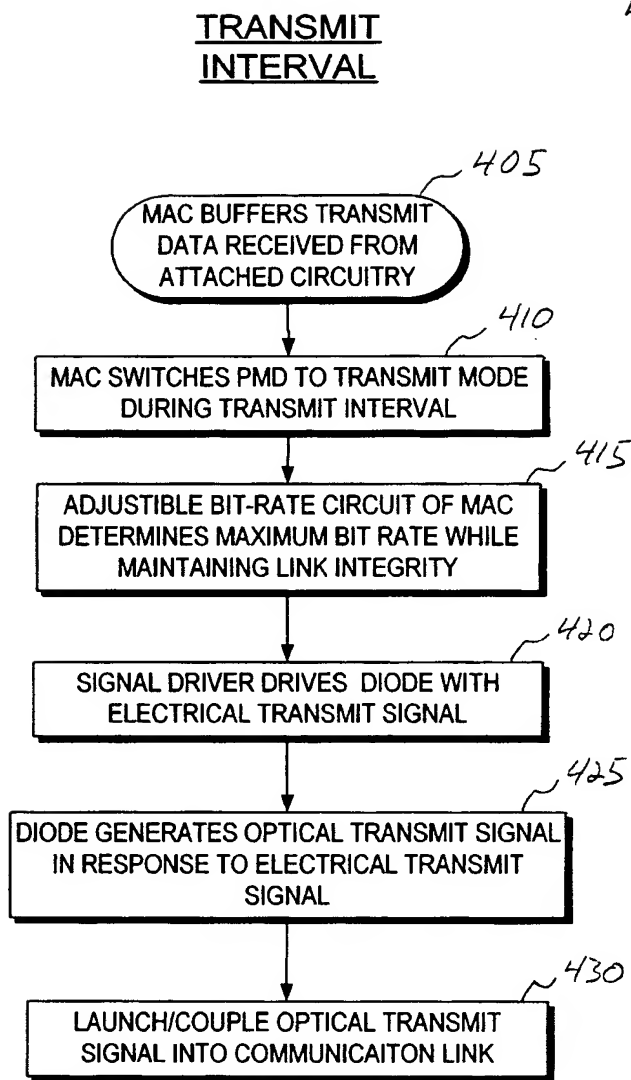 TRANSMIT
INTERVAL
405
MAC BUFFERS TRANSMIT
DATA RECEIVED FROM
ATTACHED CIRCUITRY
410
MAC SWITCHES PMD TO TRANSMIT MODE
DURING TRANSMIT INTERVAL
415
ADJUSTIBLE BIT-RATE CIRCUIT OF MAC
DETERMINES MAXIMUM BIT RATE WHILE
MAINTAINING LINK INTEGRITY
420
SIGNAL DRIVER DRIVES DIODE WITH
ELECTRICAL TRANSMIT SIGNAL
425
DIODE GENERATES OPTICAL TRANSMIT SIGNAL
IN RESPONSE TO ELECTRICAL TRANSMIT
SIGNAL
430
LAUNCH/COUPLE OPTICAL TRANSMIT
SIGNAL INTO COMMUNICAITON LINK